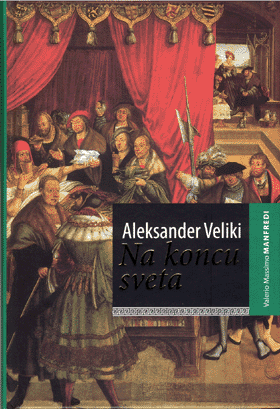 Aleksander Veliki
Na koncu
sveta
Valerio Massimo MANFREDI